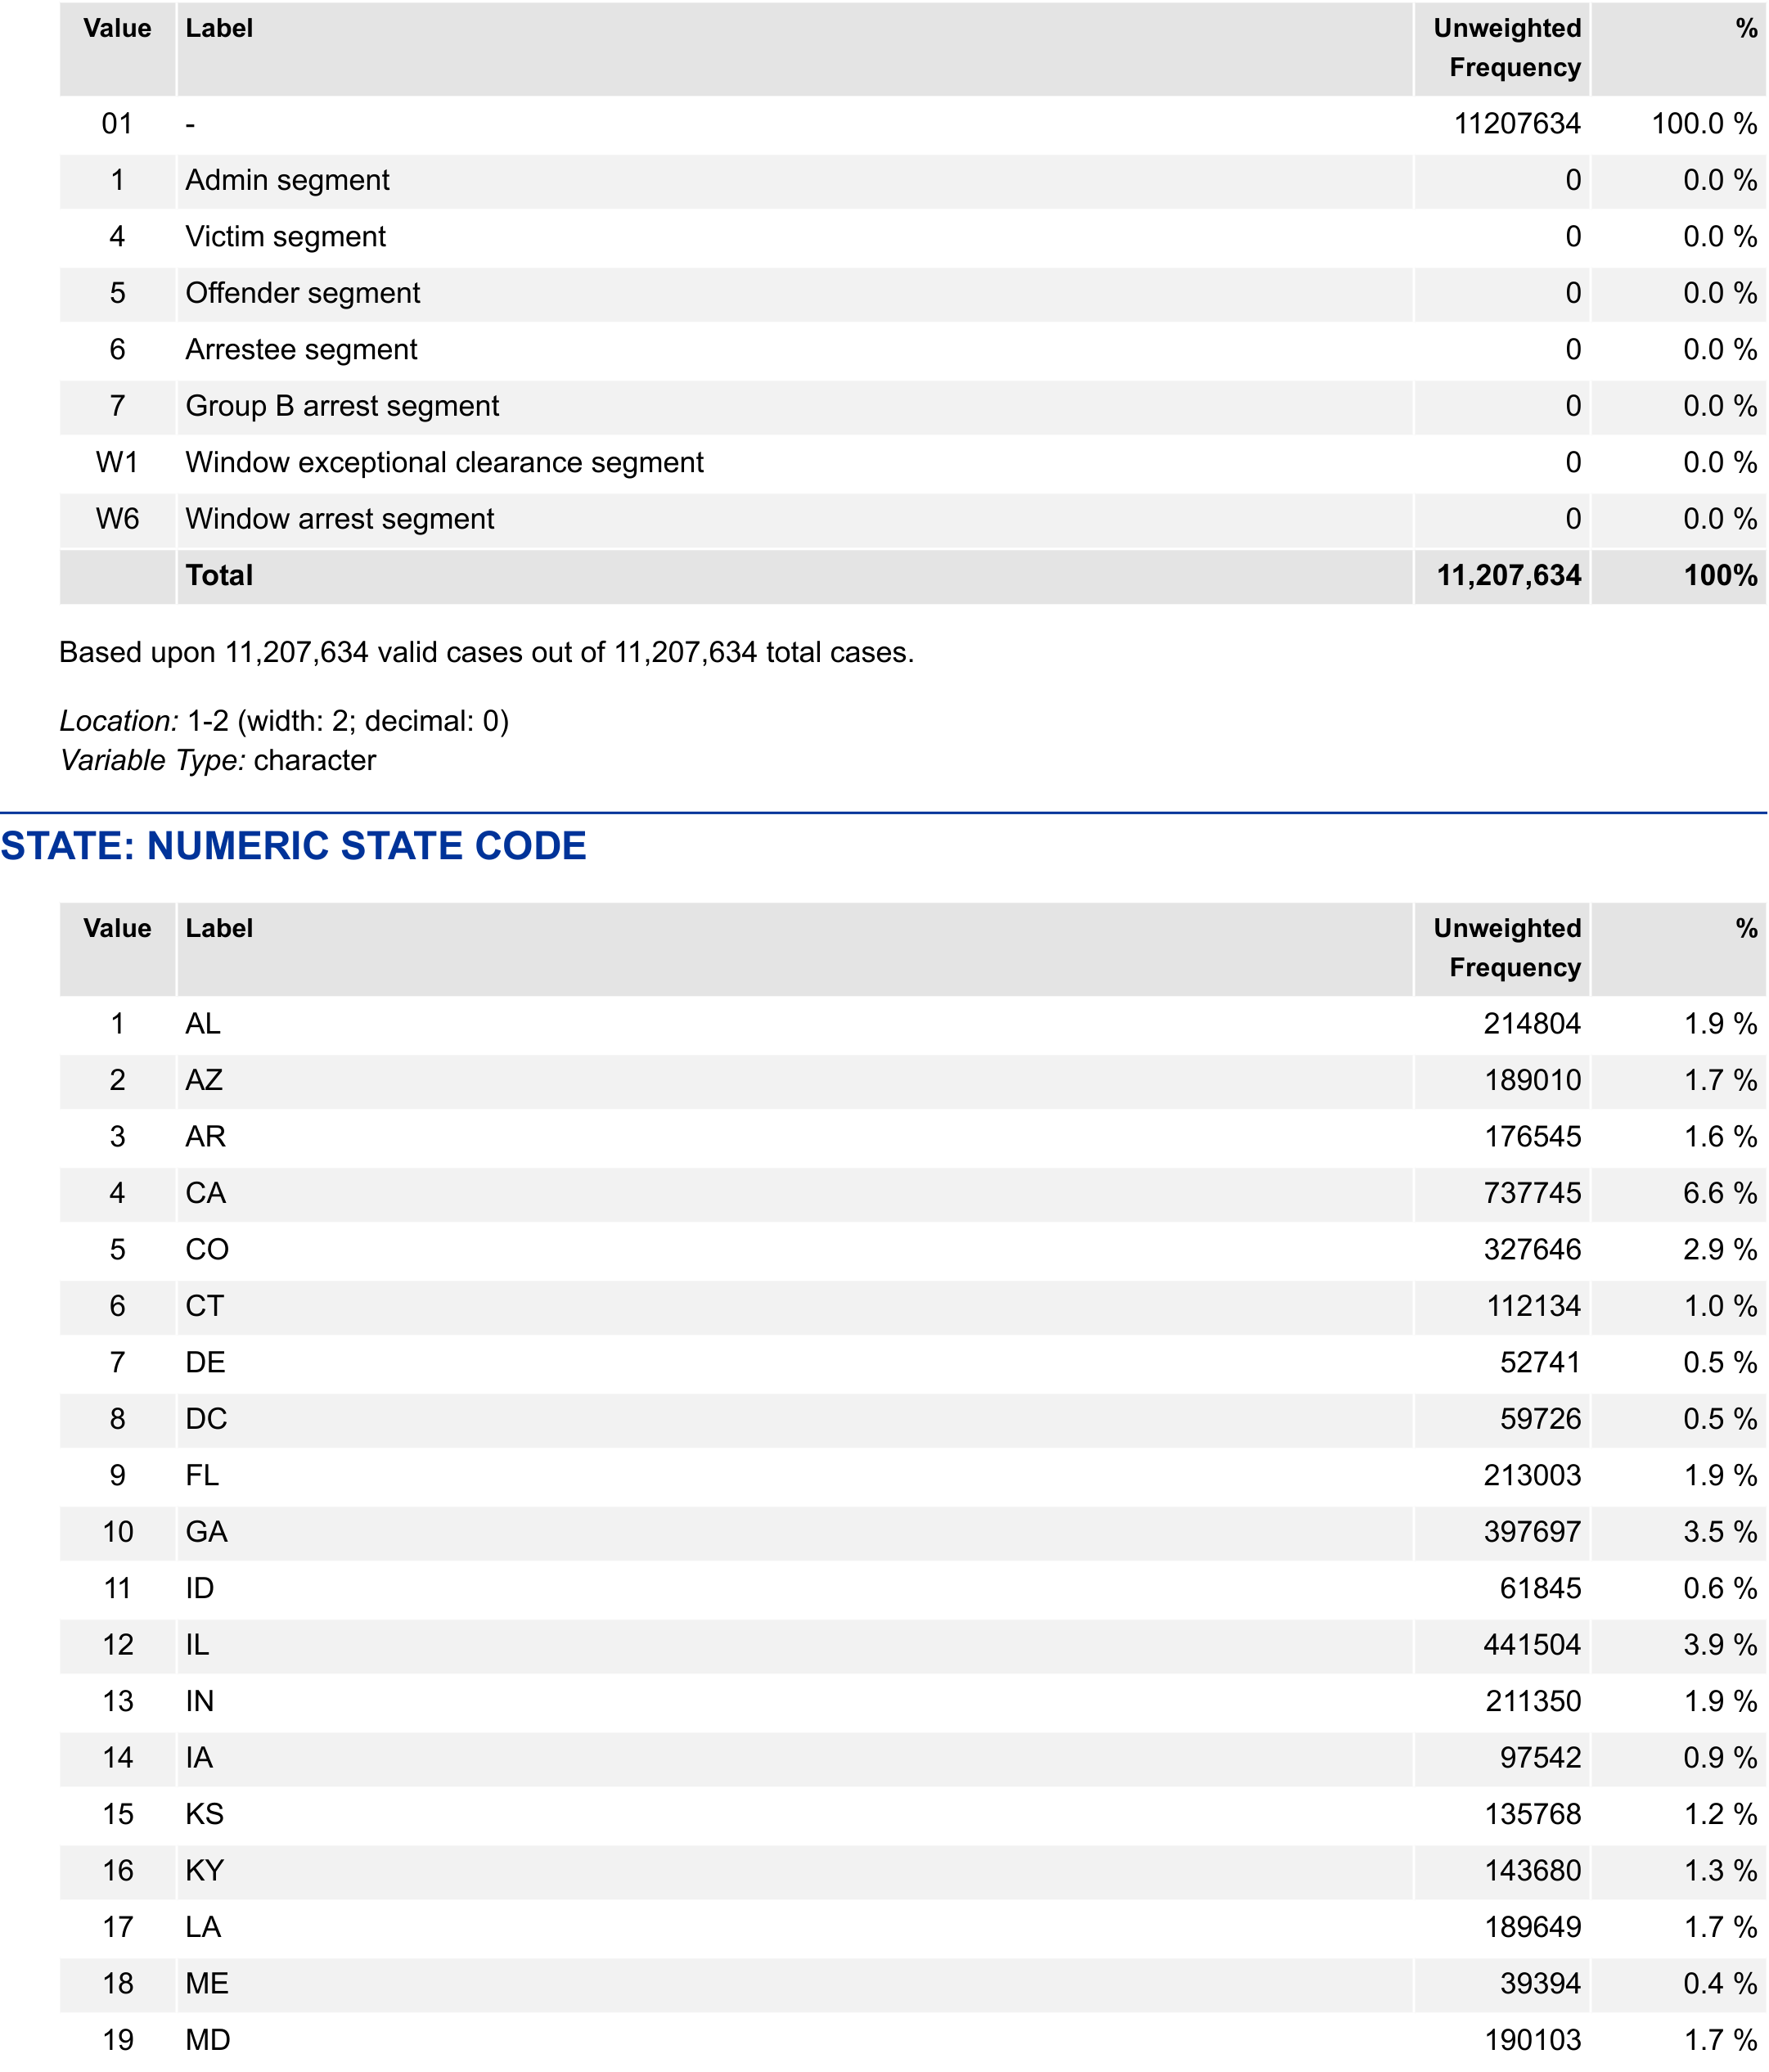 Value Label Unweighted Frequency %
01 - 11207634 100.0 %
1 Admin segment 0 0.0 %
4 Victim segment 0 0.0 %
5 Offender segment 0 0.0 %
6 Arrestee segment 0 0.0 %
7 Group B arrest segment 0 0.0 %
W1 Window exceptional clearance segment 0 0.0 %
W6 Window arrest segment 0 0.0 %
Total 11,207,634 100%
Based upon 11,207,634 valid cases out of 11,207,634 total cases.
Location: 1-2 (width: 2; decimal: 0)
Variable Type: character
STATE: NUMERIC STATE CODE
Value Label Unweighted Frequency %
1 AL 214804 1.9 %
2 AZ 189010 1.7 %
3 AR 176545 1.6 %
4 CA 737745 6.6 %
5 CO 327646 2.9 %
6 CT 112134 1.0 %
7 DE 52741 0.5 %
8 DC 59726 0.5 %
9 FL 213003 1.9 %
10 GA 397697 3.5 %
11 ID 61845 0.6 %
12 IL 441504 3.9 %
13 IN 211350 1.9 %
14 IA 97542 0.9 %
15 KS 135768 1.2 %
16 KY 143680 1.3 %
17 LA 189649 1.7 %
18 ME 39394 0.4 %
19 MD 190103 1.7 %